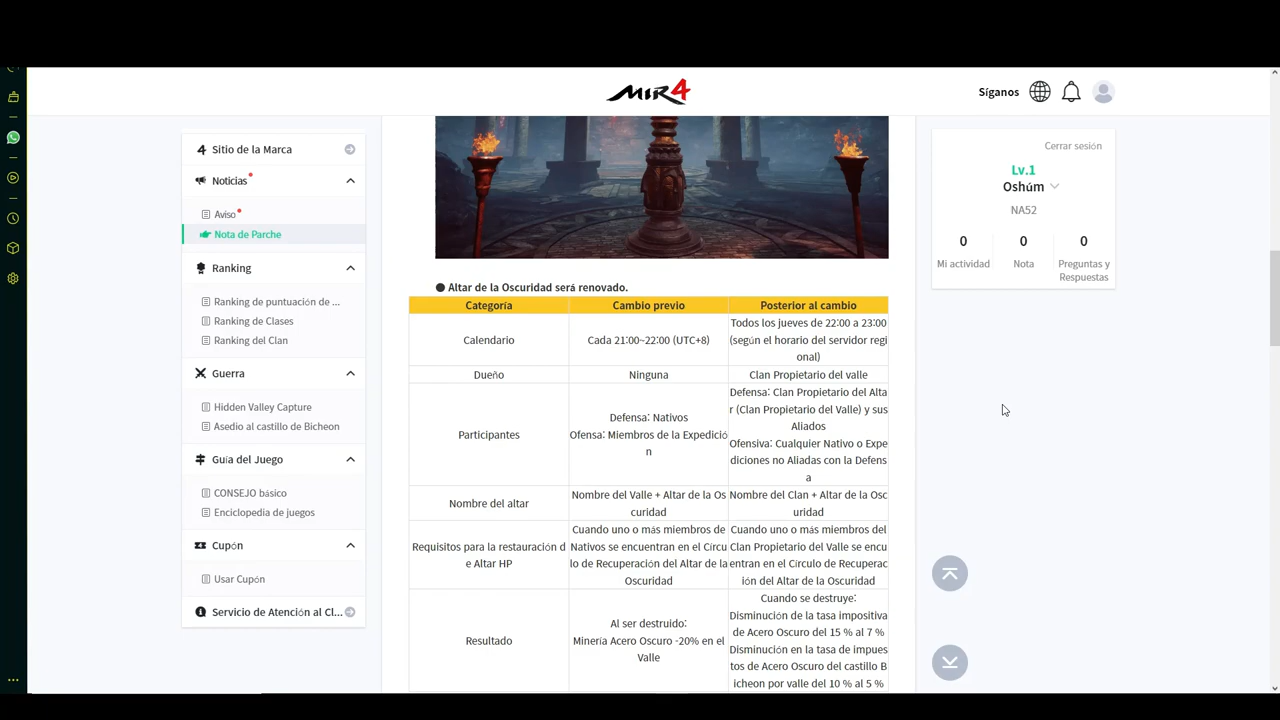 MIR4
Síganos
4 Sitio de la Marca
Noticias
Aviso
Nota de Parche
Ranking
Ranking de puntuación de ...
Ranking de Clases
Ranking del Clan
Guerra
Hidden Valley Capture
Asedio al castillo de Bicheon
Guía del Juego
CONSEJO básico
Enciclopedia de juegos
Cupón
Usar Cupón
Servicio de Atención al Cl...
● Altar de la Oscuridad será renovado.
Categoría
Cambio previo
Posterior al cambio
Calendario
Cada 21:00~22:00 (UTC+8)
Todos los jueves de 22:00 a 23:00
(según el horario del servidor regi
onal)
Dueño
Ninguna
Clan Propietario del valle
Participantes
Defensa: Nativos
Ofensa: Miembros de la Expedició
n
Defensa: Clan Propietario del Alta
r (Clan Propietario del Valle) y sus
Aliados
Ofensiva: Cualquier Nativo o Expe
diciones no Aliadas con la Defens
a
Nombre del altar
Nombre del Valle + Altar de la Os
curidad
Nombre del Clan + Altar de la Osc
uridad
Requisitos para la restauración d
e Altar HP
Cuando uno o más miembros de
Nativos se encuentran en el Círcu
lo de Recuperación del Altar de la
Oscuridad
Cuando uno o más miembros del
Clan Propietario del Valle se encu
entran en el Círculo de Recuperac
ión del Altar de la Oscuridad
Resultado
Al ser destruido:
Minería Acero Oscuro -20% en el
Valle
Cuando se destruye:
Disminución de la tasa impositiva
de Acero Oscuro del 15 % al 7 %
Disminución en la tasa de impues
tos de Acero Oscuro del castillo B
icheon por valle del 10 % al 5 %
Cerrar sesión
Lv.1
Oshúm
NA52
0
0
0
Mi actividad
Nota
Preguntas y
Respuestas